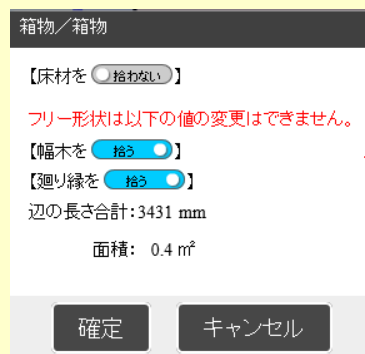 箱物／箱物
【床材を 拾わない 】
フリー形状は以下の値の変更はできません。
【幅木を 拾う 】
【廻り縁を 拾う 】
辺の長さ合計：3431 mm
面積： 0.4 ㎡
確定 キャンセル